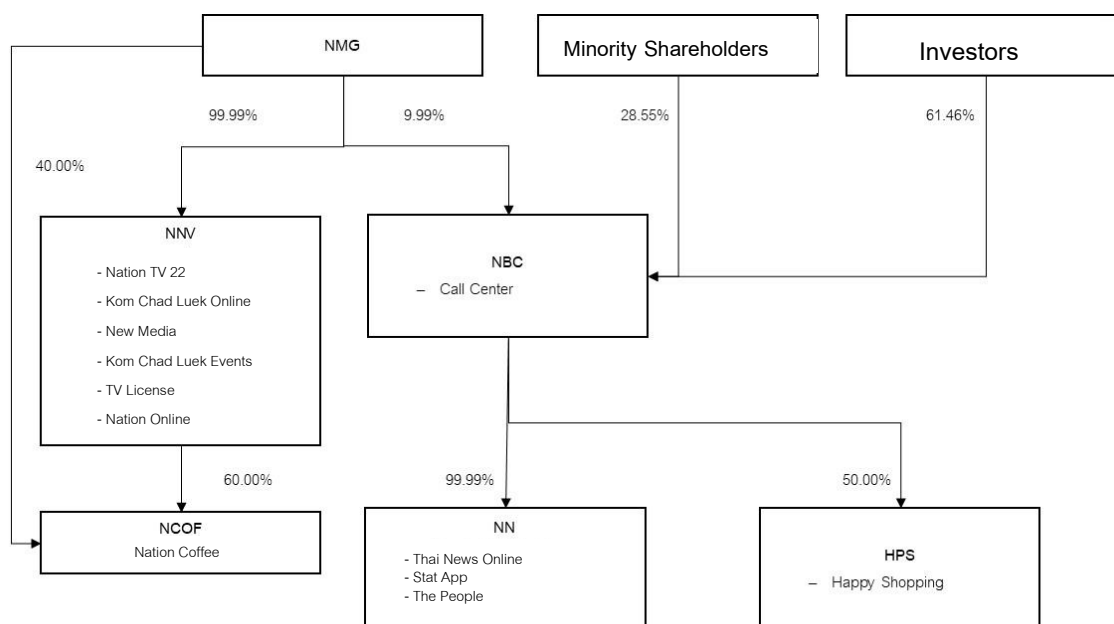 NMG
Minority Shareholders
Investors
99.99%
9.99%
28.55%
61.46%
40.00%
NNV
- Nation TV 22
- Kom Chad Luek Online
- New Media
- Kom Chad Luek Events
- TV License
- Nation Online
NBC
– Call Center
60.00%
99.99%
50.00%
NCOF
Nation Coffee
NN
- Thai News Online
- Stat App
- The People
HPS
– Happy Shopping